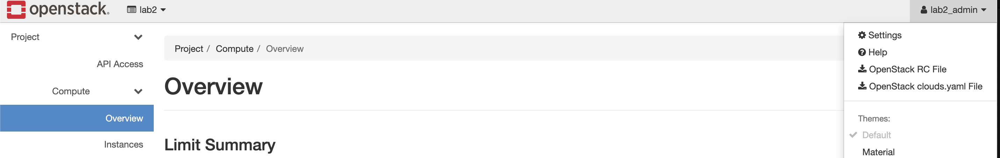 openstack.
lab2
lab2_admin
Project
API Access
Compute
Overview
Instances
Project / Compute / Overview
Overview
Limit Summary
Settings
Help
OpenStack RC File
OpenStack clouds.yaml File
Themes:
Default
Material